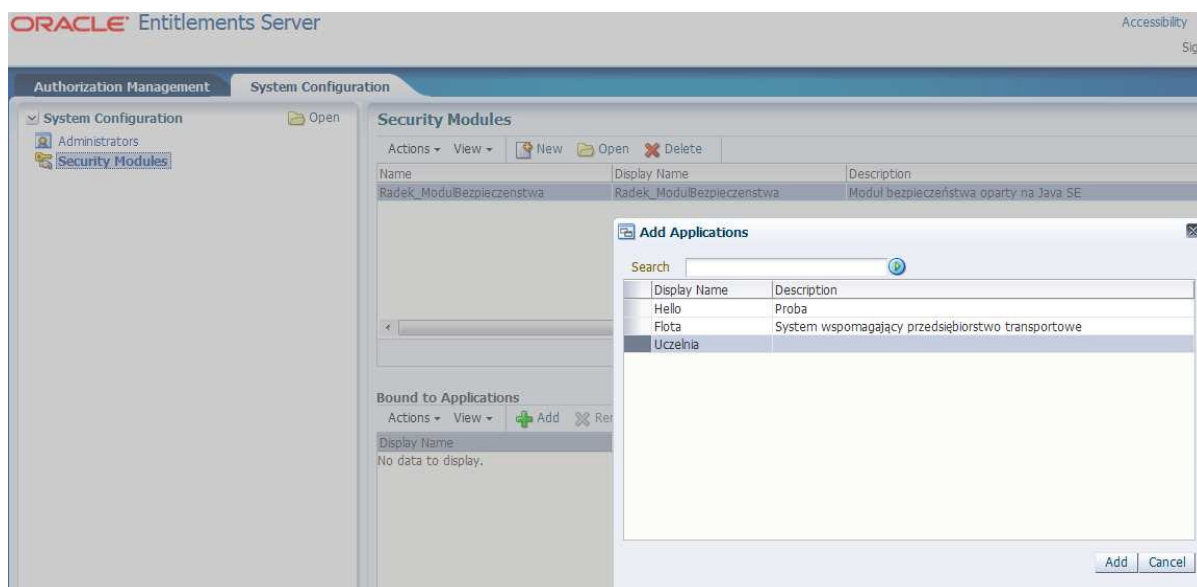 ORACLE Entitlements Server
Accessibility
Authorization Management System Configuration
System Configuration Open
Administrators
Security Modules
Security Modules
Actions View New Open Delete
Name Display Name Description
Radek_ModulBezpieczenstwa Radek_ModulBezpieczenstwa Moduł bezpieczeństwa oparty na Java SE
Add Applications
Search
Display Name Description
Hello Proba
Flota System wspomagający przedsiębiorstwo transportowe
Uczelnia
Bound to Applications
Actions View Add
Display Name
No data to display.
Add Cancel